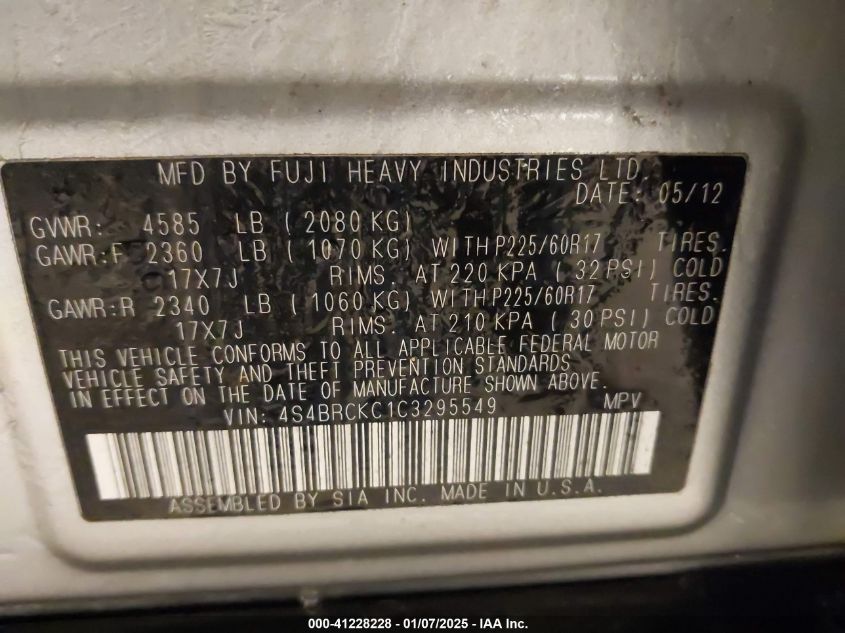 MFD BY FUJI HEAVY INDUSTRIES LTD.
DATE: 05/12
GVWR: 4585 LB ( 2080 KG)
GAWR:F 2360 LB ( 1070 KG) WITH P225/60R17 TIRES.
17X7J RIMS. AT 220 KPA ( 32 PSI) COLD
GAWR:R 2340 LB ( 1060 KG) WITH P225/60R17 TIRES.
17X7J RIMS. AT 210 KPA ( 30 PSI) COLD
THIS VEHICLE CONFORMS TO ALL APPLICABLE FEDERAL MOTOR
VEHICLE SAFETY AND THEFT PREVENTION STANDARDS
IN EFFECT ON THE DATE OF MANUFACTURE SHOWN ABOVE.
VIN: 4S4BRCKC1C3295549 MPV
ASSEMBLED BY SIA INC. MADE IN U.S.A.
000-41228228 - 01/07/2025 - IAA Inc.